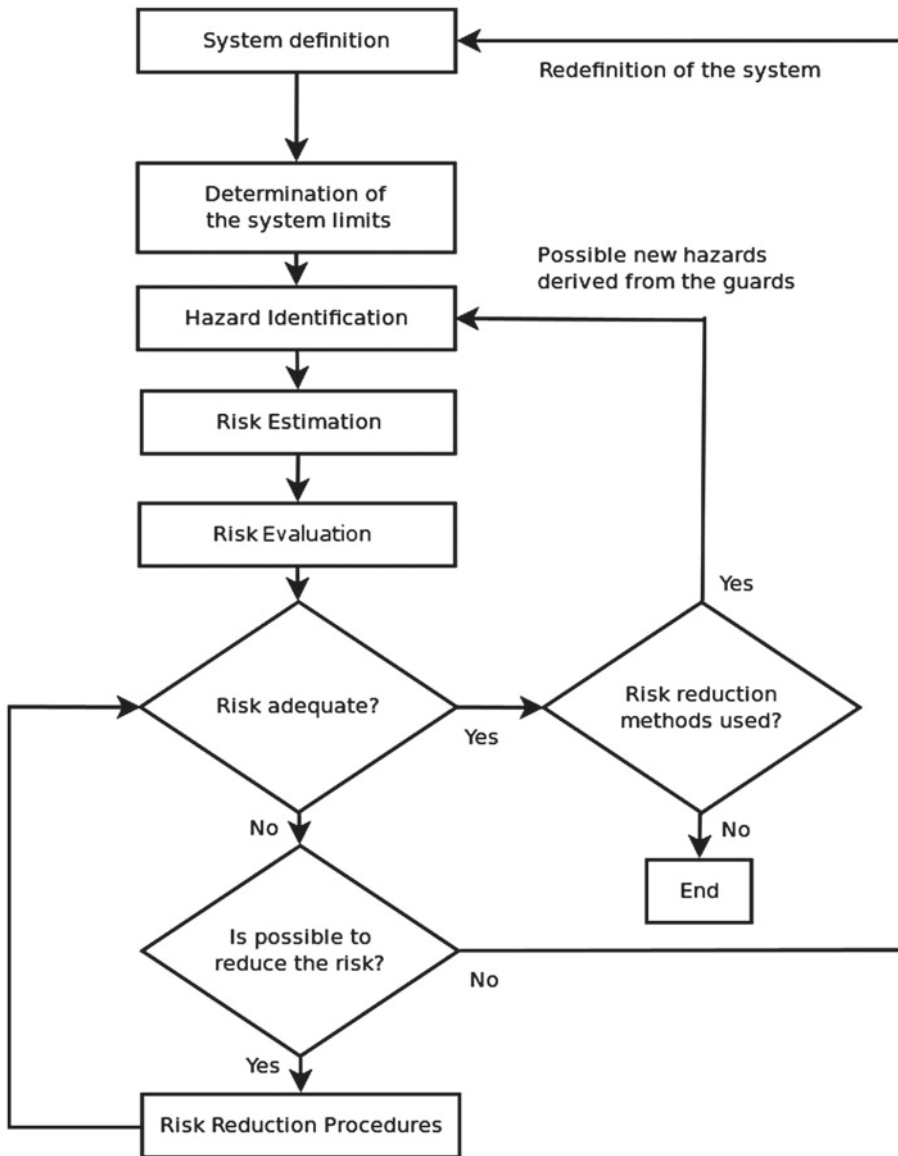 System definition
Redefinition of the system
Determination of
the system limits
Possible new hazards
derived from the guards
Hazard Identification
Risk Estimation
Risk Evaluation
Yes
Risk adequate?
Yes
Risk reduction
methods used?
No
No
End
Is possible to
reduce the risk?
No
Yes
Risk Reduction Procedures